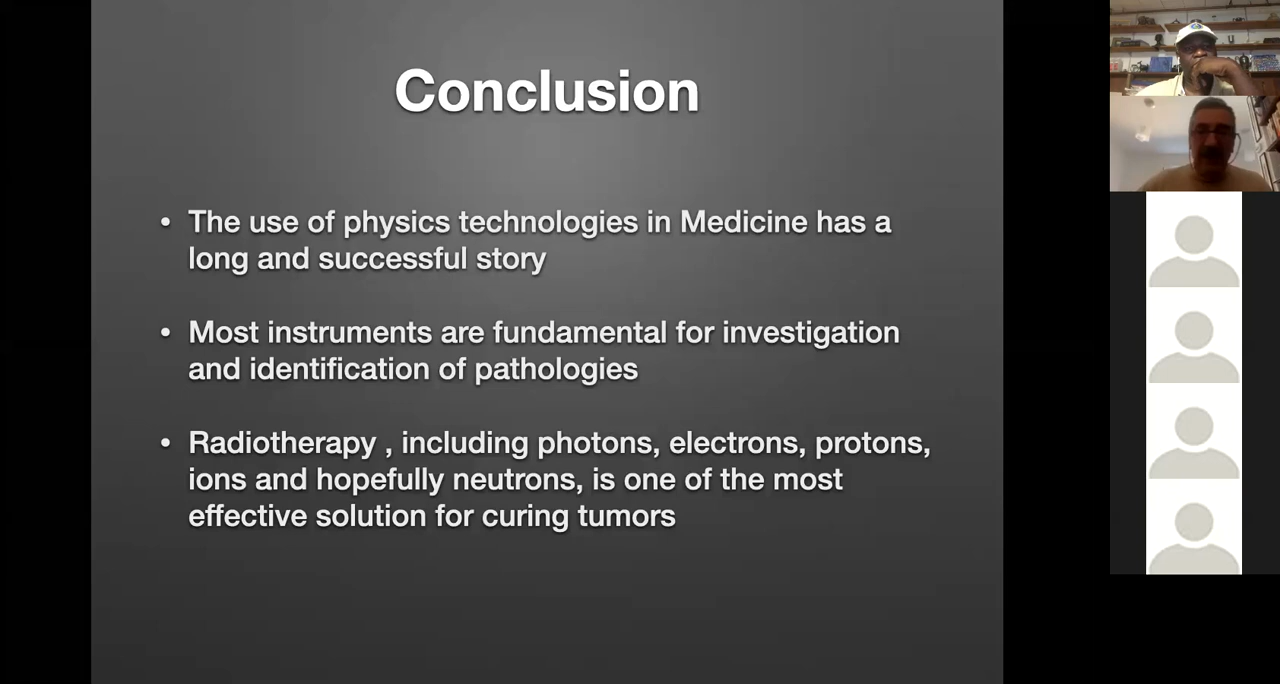 Conclusion
• The use of physics technologies in Medicine has a
long and successful story
• Most instruments are fundamental for investigation
and identification of pathologies
• Radiotherapy , including photons, electrons, protons,
ions and hopefully neutrons, is one of the most
effective solution for curing tumors